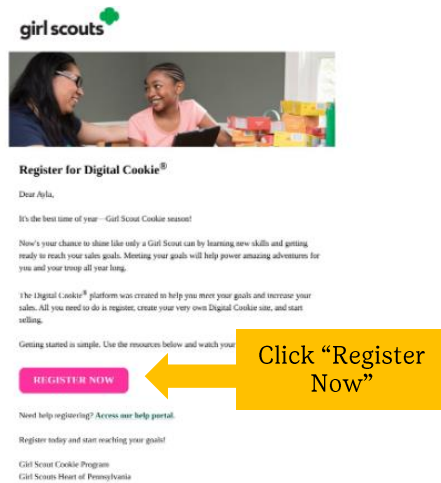 girl scouts
Register for Digital Cookie®
Dear Ayla,
It's the best time of year—Girl Scout Cookie season!
Now's your chance to shine like only a Girl Scout can by learning new skills and getting
ready to reach your sales goals. Meeting your goals will help power amazing adventures for
you and your troop all year long.
The Digital Cookie® platform was created to help you meet your goals and increase your
sales. All you need to do is register, create your very own Digital Cookie site, and start
selling.
Getting started is simple. Use the resources below and watch your
Click “Register
Now”
REGISTER NOW
Need help registering? Access our help portal.
Register today and start reaching your goals!
Girl Scout Cookie Program
Girl Scouts Heart of Pennsylvania